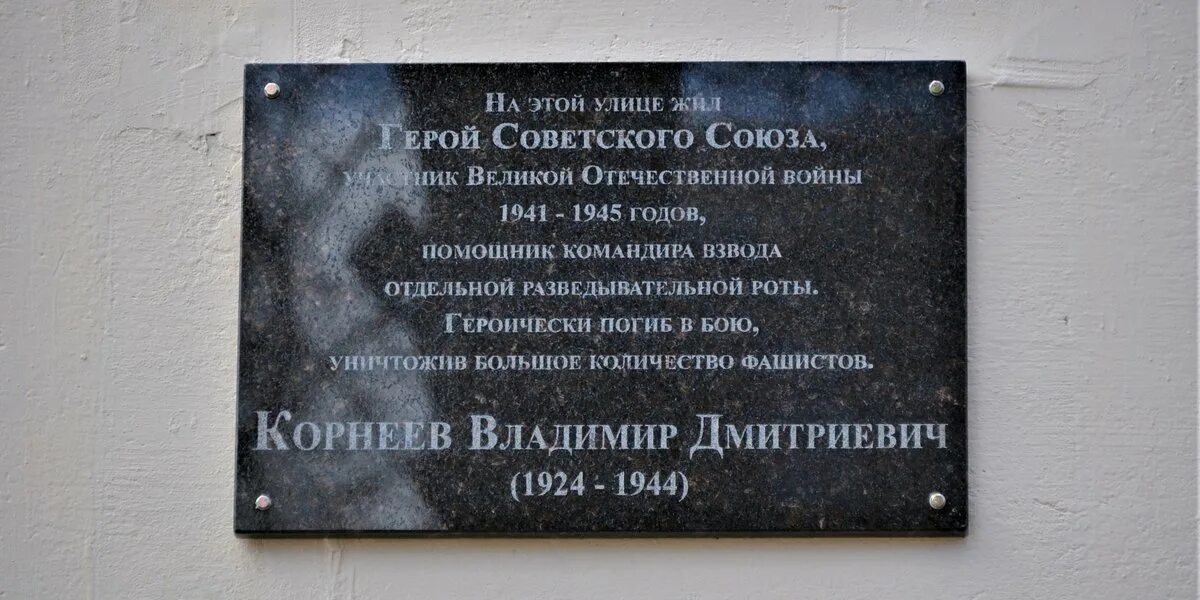 На этой улице жил
Герой Советского Союза,
участник Великой Отечественной войны
1941 - 1945 годов,
помощник командира взвода
отдельной разведывательной роты.
Героически погиб в бою,
уничтожив большое количество фашистов.
Корнеев Владимир Дмитриевич
(1924 - 1944)